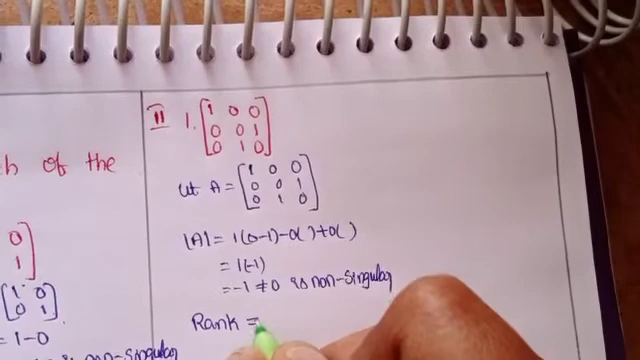 h of the
0
1
1 0
0 1
= 1-0
non-singular
II 1. [1 0 0
0 0 1
0 1 0]
let A = [1 0 0
0 0 1
0 1 0]
|A| = 1(0-1)-0( )+0( )
= 1(-1)
= -1 ≠ 0 is non-singular
Rank =